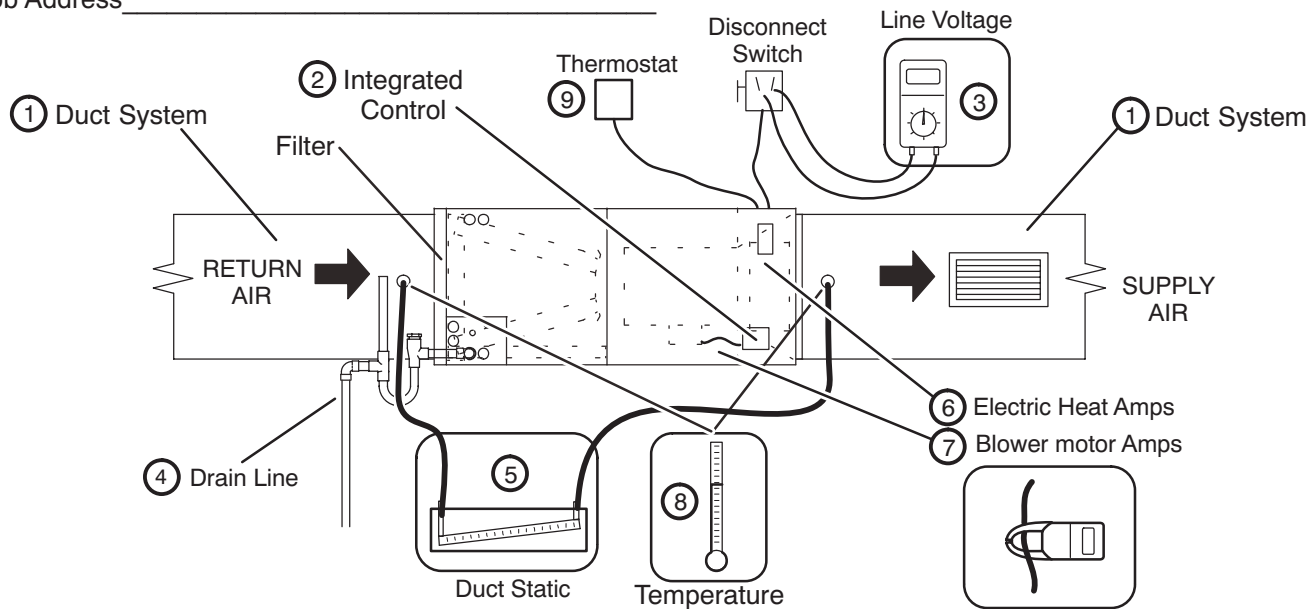 Address
Line Voltage
Disconnect
Switch
Thermostat
9
2 Integrated
Control
3
1 Duct System
1 Duct System
Filter
RETURN
AIR
SUPPLY
AIR
6 Electric Heat Amps
7 Blower motor Amps
4 Drain Line
5
8
Duct Static
Temperature